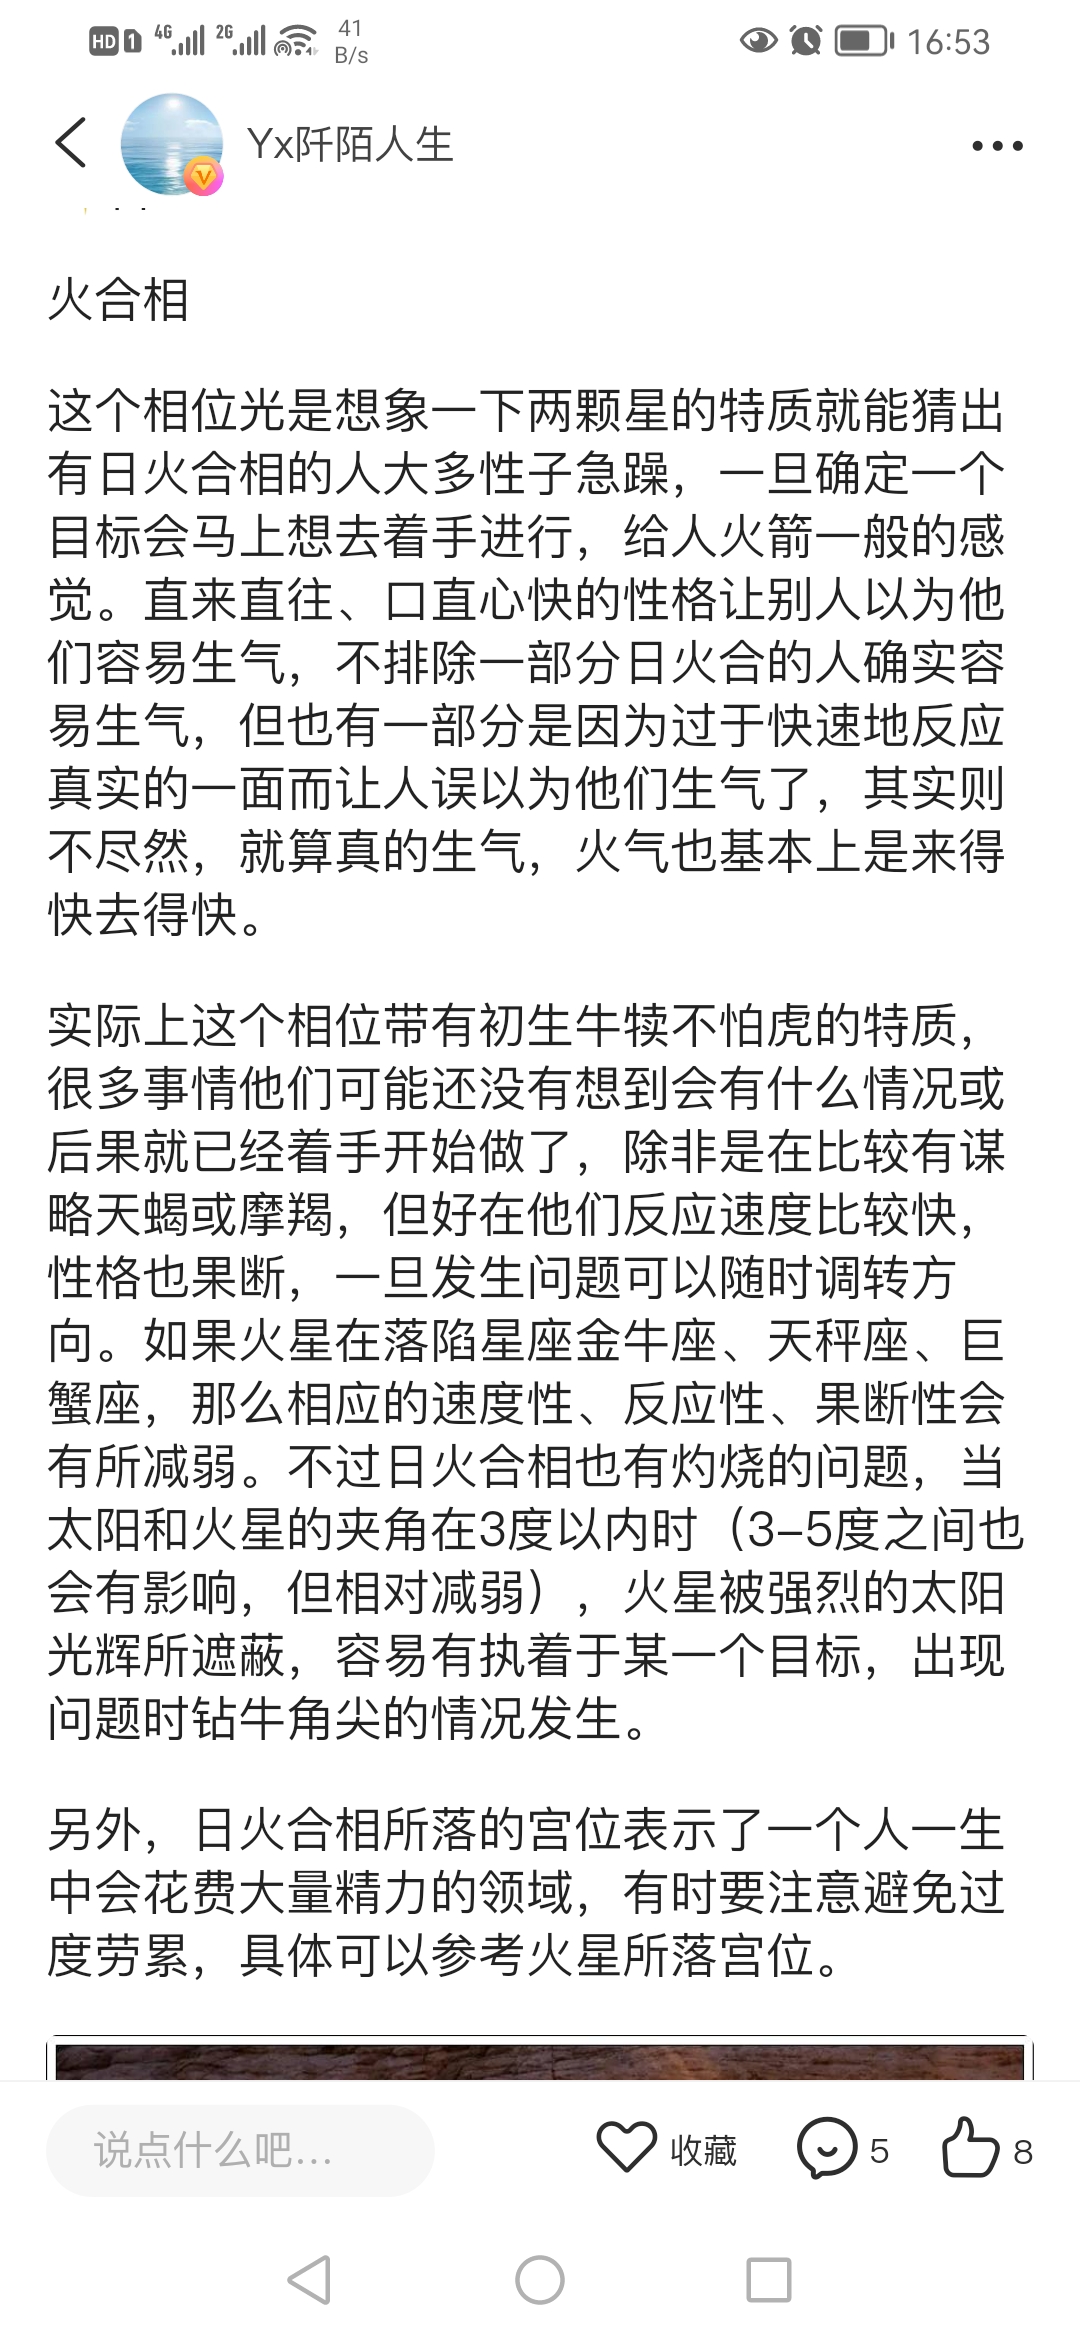 HD 1 4G 2G 41 B/s 16:53
Yx阡陌人生
火合相
这个相位光是想象一下两颗星的特质就能猜出
有日火合相的人大多性子急躁，一旦确定一个
目标会马上想去着手进行，给人火箭一般的感
觉。直来直往、口直心快的性格让别人以为他
们容易生气，不排除一部分日火合的人确实容
易生气，但也有一部分是因为过于快速地反应
真实的一面而让人误以为他们生气了，其实则
不尽然，就算真的生气，火气也基本上是来得
快去得快。
实际上这个相位带有初生牛犊不怕虎的特质，
很多事情他们可能还没有想到会有什么情况或
后果就已经着手开始做了，除非是在比较有谋
略天蝎或摩羯，但好在他们反应速度比较快，
性格也果断，一旦发生问题可以随时调转方
向。如果火星在落陷星座金牛座、天秤座、巨
蟹座，那么相应的速度性、反应性、果断性会
有所减弱。不过日火合相也有灼烧的问题，当
太阳和火星的夹角在3度以内时（3–5度之间也
会有影响，但相对减弱），火星被强烈的太阳
光辉所遮蔽，容易有执着于某一个目标，出现
问题时钻牛角尖的情况发生。
另外，日火合相所落的宫位表示了一个人一生
中会花费大量精力的领域，有时要注意避免过
度劳累，具体可以参考火星所落宫位。
说点什么吧... 收藏 5 8